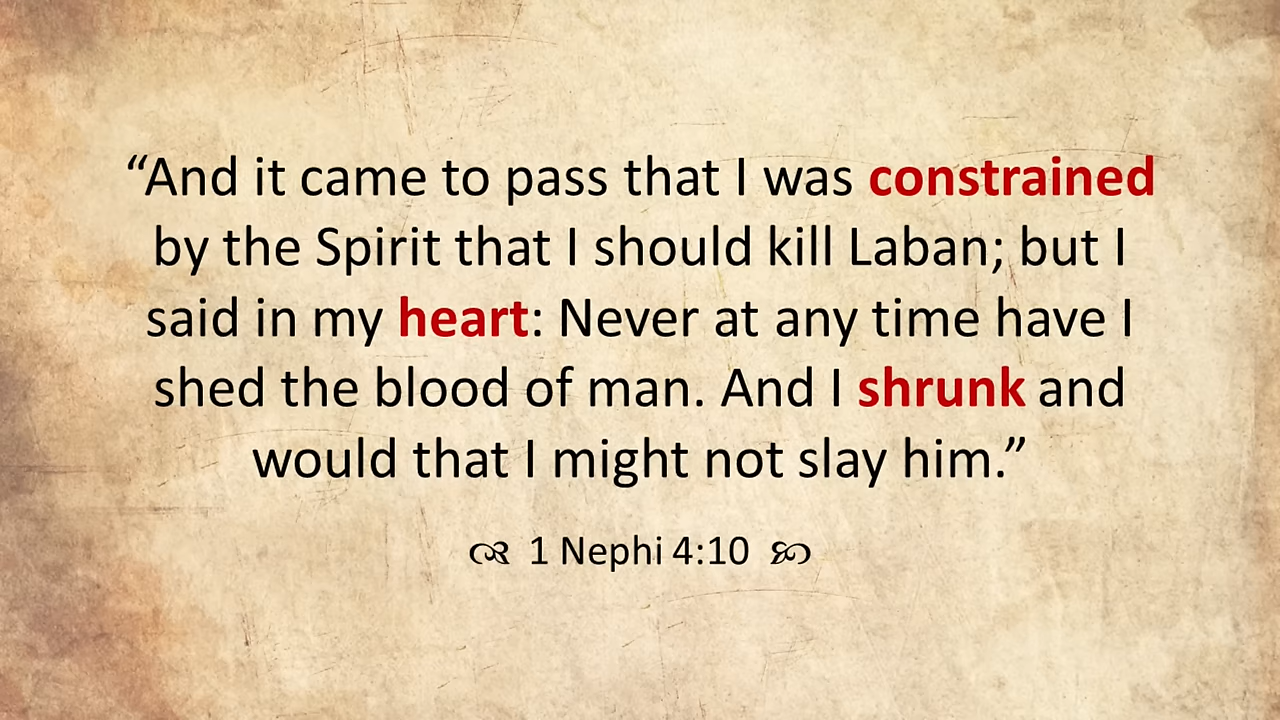 “And it came to pass that I was constrained
by the Spirit that I should kill Laban; but I
said in my heart: Never at any time have I
shed the blood of man. And I shrunk and
would that I might not slay him.”
1 Nephi 4:10